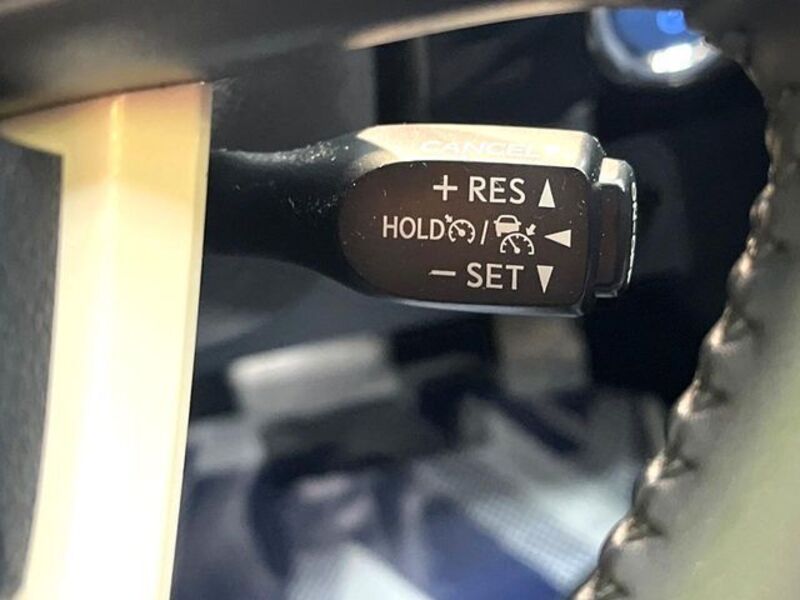 CANCEL
+ RES ▲
HOLD / ◀
− SET ▼